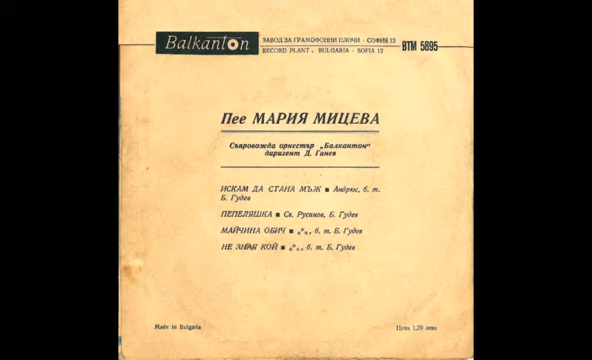 Balkanton
ЗАВОД ЗА ГРАМОФОННИ ПЛОЧИ · СОФИЯ 12
RECORD PLANT . BULGARIA - SOFIA 12
ВТМ 5895
Пее МАРИЯ МИЦЕВА
Съпровожда оркестър „Балкантон"
диригент Д. Ганев
ИСКАМ ДА СТАНА МЪЖ ■ Андрюс, б. т.
Б. Гудев
ПЕПЕЛЯШКА ■ Св. Русинов, Б. Гудев
МАЙЧИНА ОБИЧ ■ ***, б. т. Б. Гудев
НЕ ЗНАЯ КОЙ ■ ***, б. т. Б. Гудев
Made in Bulgaria
Цена 1,20 лева